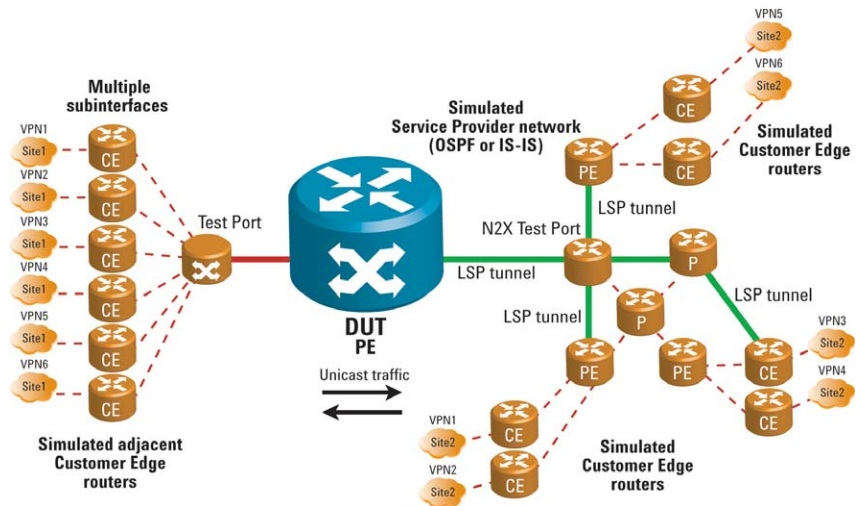 Multiple
subinterfaces
VPN1
Site1
CE
VPN2
Site1
CE
VPN3
Site1
CE
VPN4
Site1
CE
VPN5
Site1
CE
VPN6
Site1
CE
Simulated adjacent
Customer Edge
routers
Test Port
DUT
PE
Unicast traffic
Simulated
Service Provider network
(OSPF or IS-IS)
LSP tunnel
N2X Test Port
PE
LSP tunnel
CE
VPN5
Site2
CE
VPN6
Site2
Simulated
Customer Edge
routers
P
P
LSP tunnel
LSP tunnel
PE
PE
CE
VPN3
Site2
CE
VPN4
Site2
VPN1
Site2
CE
VPN2
Site2
CE
Simulated
Customer Edge
routers